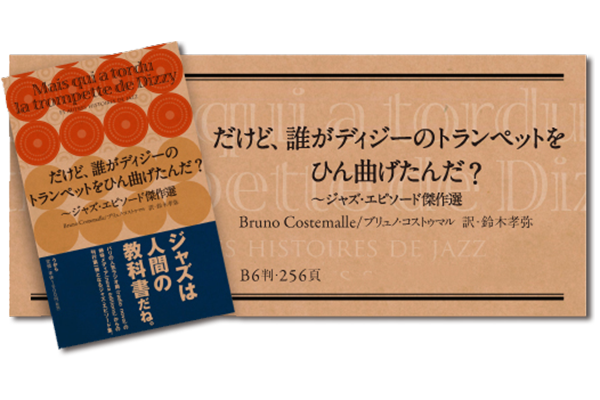 Mais qui a tordu
la trompette de Dizzy
だけど、誰がディジーの
トランペットをひん曲げたんだ？
〜ジャズ・エピソード傑作選
Bruno Costemalle/ブリュノ・コストゥマル 訳・鈴木孝弥
ジャズは
人間の
教科書だね。
qui a tordu
だけど、誰がディジーのトランペットを
ひん曲げたんだ？
〜ジャズ・エピソード傑作選
Bruno Costemalle/ブリュノ・コストゥマル 訳・鈴木孝弥
S HISTOIRES DE JAZZ
B6判・256頁